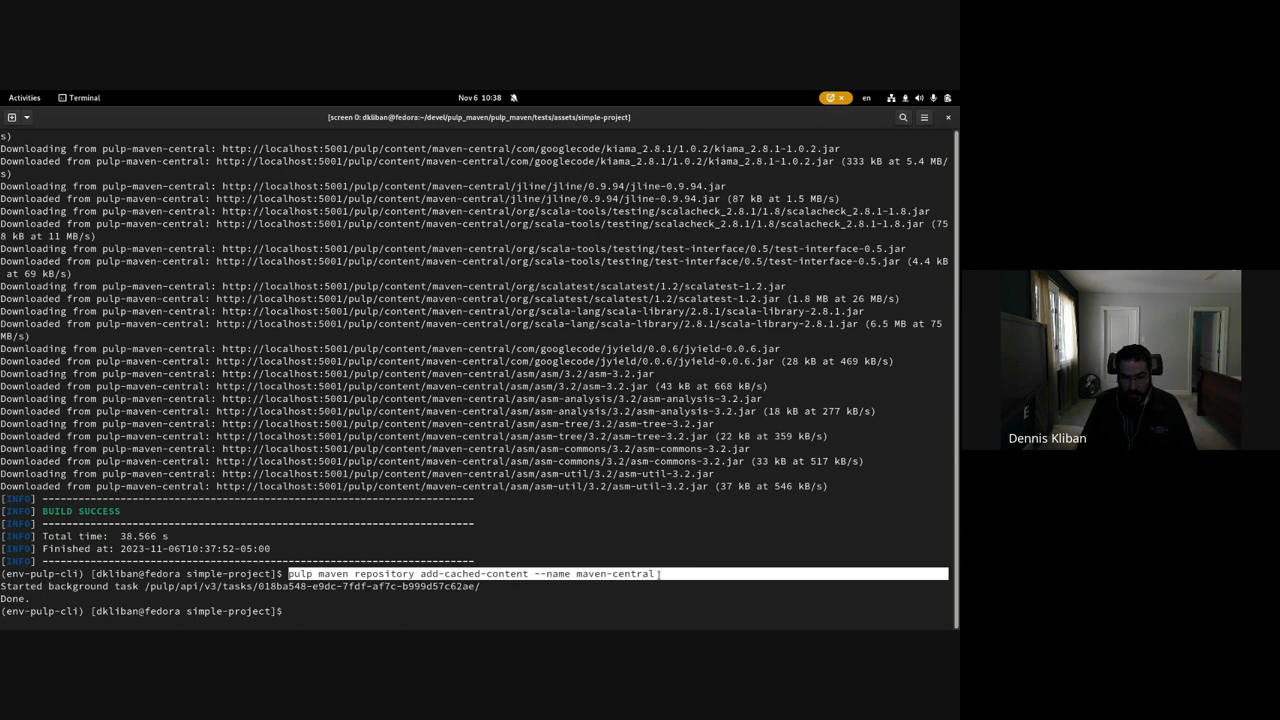 Activities Terminal Nov 6 10:38 en
[screen 0: dkliban@fedora:~/devel/pulp_maven/pulp_maven/tests/assets/simple-project]
s)
Downloading from pulp-maven-central: http://localhost:5001/pulp/content/maven-central/com/googlecode/kiama_2.8.1/1.0.2/kiama_2.8.1-1.0.2.jar
Downloaded from pulp-maven-central: http://localhost:5001/pulp/content/maven-central/com/googlecode/kiama_2.8.1/1.0.2/kiama_2.8.1-1.0.2.jar (333 kB at 5.4 MB/
s)
Downloading from pulp-maven-central: http://localhost:5001/pulp/content/maven-central/jline/jline/0.9.94/jline-0.9.94.jar
Downloaded from pulp-maven-central: http://localhost:5001/pulp/content/maven-central/jline/jline/0.9.94/jline-0.9.94.jar (87 kB at 1.5 MB/s)
Downloading from pulp-maven-central: http://localhost:5001/pulp/content/maven-central/org/scala-tools/testing/scalacheck_2.8.1/1.8/scalacheck_2.8.1-1.8.jar
Downloaded from pulp-maven-central: http://localhost:5001/pulp/content/maven-central/org/scala-tools/testing/scalacheck_2.8.1/1.8/scalacheck_2.8.1-1.8.jar (75
8 kB at 11 MB/s)
Downloading from pulp-maven-central: http://localhost:5001/pulp/content/maven-central/org/scala-tools/testing/test-interface/0.5/test-interface-0.5.jar
Downloaded from pulp-maven-central: http://localhost:5001/pulp/content/maven-central/org/scala-tools/testing/test-interface/0.5/test-interface-0.5.jar (4.4 kB
 at 69 kB/s)
Downloading from pulp-maven-central: http://localhost:5001/pulp/content/maven-central/org/scalatest/scalatest/1.2/scalatest-1.2.jar
Downloaded from pulp-maven-central: http://localhost:5001/pulp/content/maven-central/org/scalatest/scalatest/1.2/scalatest-1.2.jar (1.8 MB at 26 MB/s)
Downloading from pulp-maven-central: http://localhost:5001/pulp/content/maven-central/org/scala-lang/scala-library/2.8.1/scala-library-2.8.1.jar
Downloaded from pulp-maven-central: http://localhost:5001/pulp/content/maven-central/org/scala-lang/scala-library/2.8.1/scala-library-2.8.1.jar (6.5 MB at 75
MB/s)
Downloading from pulp-maven-central: http://localhost:5001/pulp/content/maven-central/com/googlecode/jyield/0.0.6/jyield-0.0.6.jar
Downloaded from pulp-maven-central: http://localhost:5001/pulp/content/maven-central/com/googlecode/jyield/0.0.6/jyield-0.0.6.jar (28 kB at 469 kB/s)
Downloading from pulp-maven-central: http://localhost:5001/pulp/content/maven-central/asm/asm/3.2/asm-3.2.jar
Downloaded from pulp-maven-central: http://localhost:5001/pulp/content/maven-central/asm/asm/3.2/asm-3.2.jar (43 kB at 668 kB/s)
Downloading from pulp-maven-central: http://localhost:5001/pulp/content/maven-central/asm/asm-analysis/3.2/asm-analysis-3.2.jar
Downloaded from pulp-maven-central: http://localhost:5001/pulp/content/maven-central/asm/asm-analysis/3.2/asm-analysis-3.2.jar (18 kB at 277 kB/s)
Downloading from pulp-maven-central: http://localhost:5001/pulp/content/maven-central/asm/asm-tree/3.2/asm-tree-3.2.jar
Downloaded from pulp-maven-central: http://localhost:5001/pulp/content/maven-central/asm/asm-tree/3.2/asm-tree-3.2.jar (22 kB at 359 kB/s)
Downloading from pulp-maven-central: http://localhost:5001/pulp/content/maven-central/asm/asm-commons/3.2/asm-commons-3.2.jar
Downloaded from pulp-maven-central: http://localhost:5001/pulp/content/maven-central/asm/asm-commons/3.2/asm-commons-3.2.jar (33 kB at 517 kB/s)
Downloading from pulp-maven-central: http://localhost:5001/pulp/content/maven-central/asm/asm-util/3.2/asm-util-3.2.jar
Downloaded from pulp-maven-central: http://localhost:5001/pulp/content/maven-central/asm/asm-util/3.2/asm-util-3.2.jar (37 kB at 546 kB/s)
[INFO] ------------------------------------------------------------------------
[INFO] BUILD SUCCESS
[INFO] ------------------------------------------------------------------------
[INFO] Total time:  38.566 s
[INFO] Finished at: 2023-11-06T10:37:52-05:00
[INFO] ------------------------------------------------------------------------
(env-pulp-cli) [dkliban@fedora simple-project]$ pulp maven repository add-cached-content --name maven-central
Started background task /pulp/api/v3/tasks/018ba548-e9dc-7fdf-af7c-b999d57c62ae/
Done.
(env-pulp-cli) [dkliban@fedora simple-project]$
Dennis Kliban